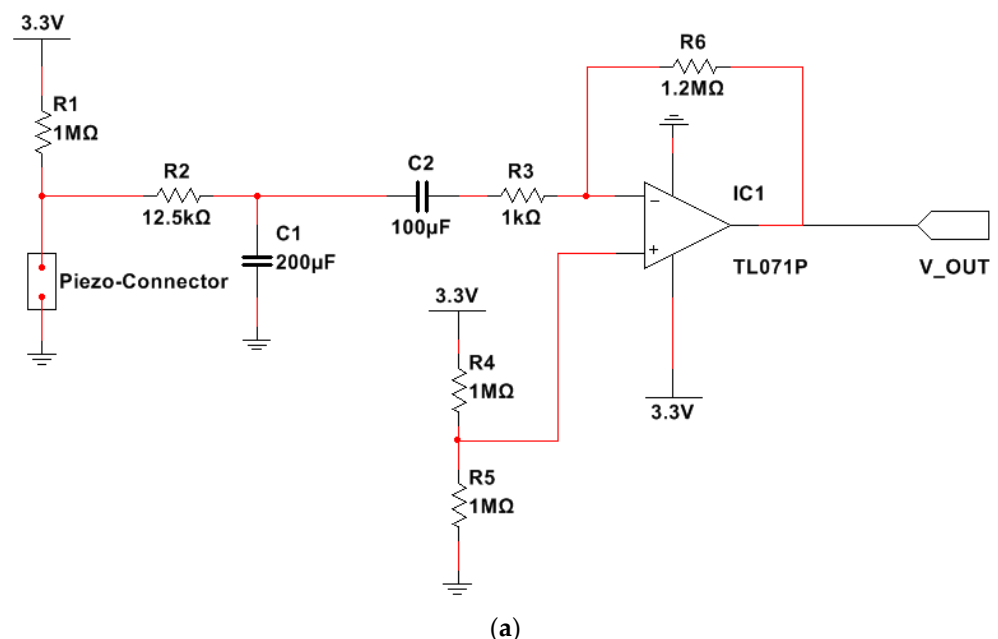 3.3V
R1
1MΩ
R2
12.5kΩ
C1
200µF
Piezo-Connector
C2
100µF
R3
1kΩ
R6
1.2MΩ
IC1
TL071P
V_OUT
3.3V
R4
1MΩ
R5
1MΩ
3.3V
(a)